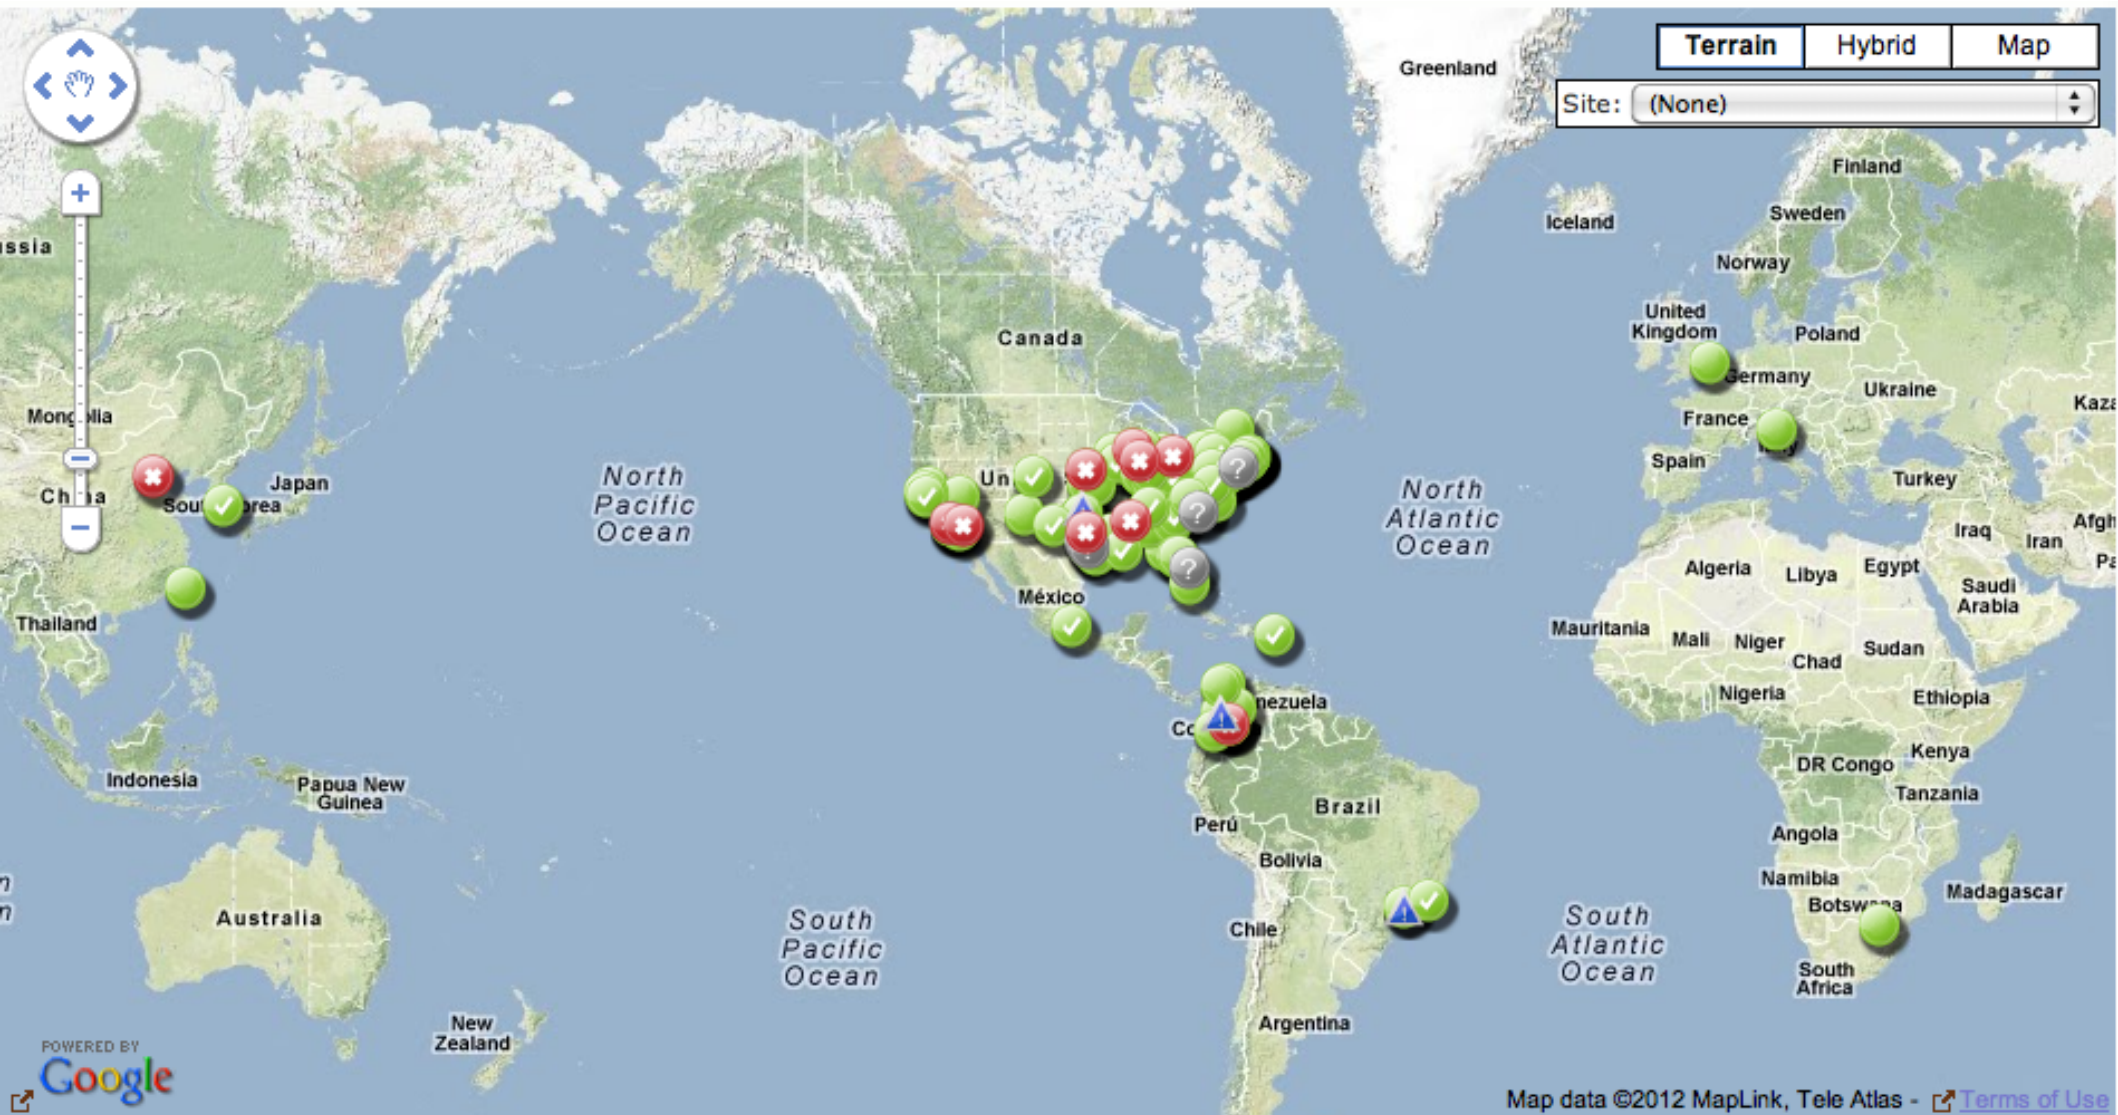 Terrain
Hybrid
Map
Site:
(None)
Greenland
Finland
Sweden
Iceland
Norway
United
Kingdom
Poland
Germany
Ukraine
France
Spain
Turkey
Canada
Japan
North
Pacific
Ocean
North
Atlantic
Ocean
Iraq
Iran
Algeria
Libya
Egypt
Saudi
Arabia
México
Thailand
Mauritania
Mali
Niger
Chad
Sudan
Nigeria
Ethiopia
Indonesia
Papua New
Guinea
DR Congo
Kenya
Tanzania
Brazil
Perú
Bolivia
Angola
Namibia
Botswana
Madagascar
Australia
South
Pacific
Ocean
Chile
South
Atlantic
Ocean
South
Africa
New
Zealand
Argentina
POWERED BY
Google
Map data ©2012 MapLink, Tele Atlas - Terms of Use